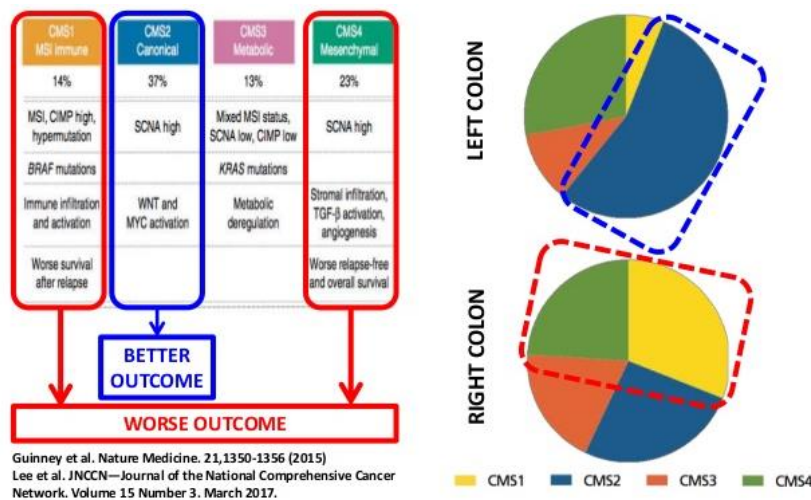 CMS1
MSI Immune
CMS2
Canonical
CMS3
Metabolic
CMS4
Mesenchymal
14%
37%
13%
23%
MSI, CIMP high,
hypermutation
SCNA high
Mixed MSI status,
SCNA low, CIMP low
SCNA high
BRAF mutations
KRAS mutations
Immune infiltration
and activation
WNT and
MYC activation
Metabolic
deregulation
Stromal infiltration,
TGF-β activation,
angiogenesis
Worse survival
after relapse
Worse relapse-free
and overall survival
BETTER
OUTCOME
WORSE OUTCOME
Guinney et al. Nature Medicine. 21,1350-1356 (2015)
Lee et al. JNCCN—Journal of the National Comprehensive Cancer
Network. Volume 15 Number 3. March 2017.
LEFT COLON
RIGHT COLON
CMS1
CMS2
CMS3
CMS4